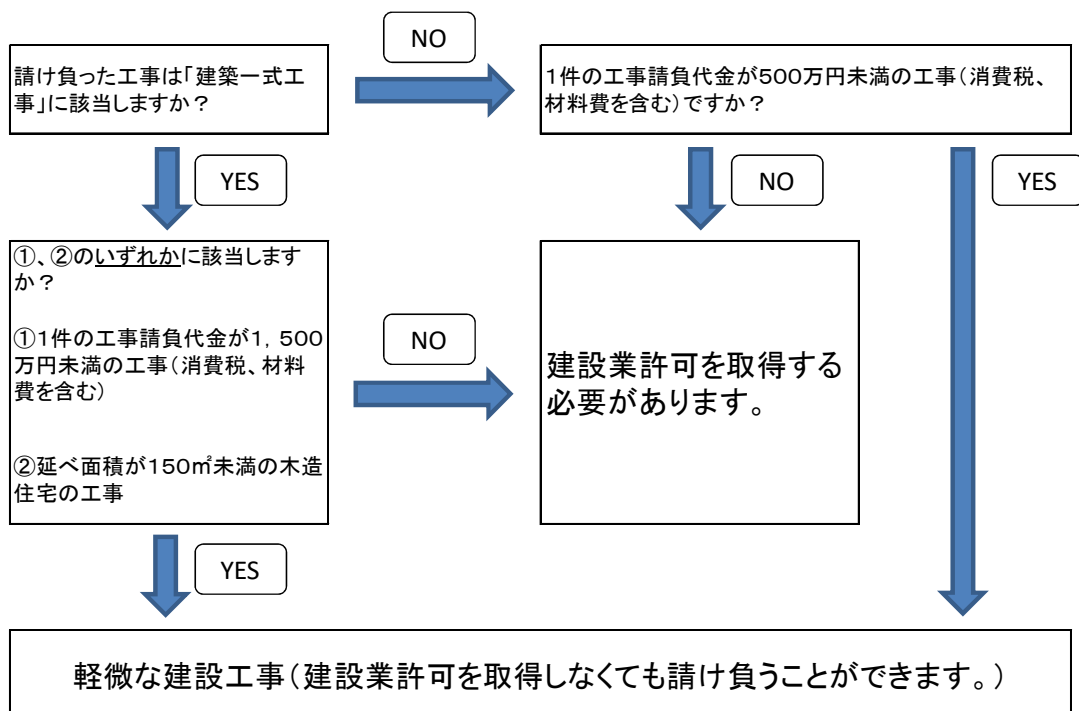 請け負った工事は「建築一式工
事」に該当しますか？
NO
1件の工事請負代金が500万円未満の工事（消費税、
材料費を含む）ですか？
YES
NO
YES
①、②のいずれかに該当します
か？
①1件の工事請負代金が1，500
万円未満の工事（消費税、材料
費を含む）
②延べ面積が150㎡未満の木造
住宅の工事
NO
建設業許可を取得する
必要があります。
YES
軽微な建設工事（建設業許可を取得しなくても請け負うことができます。）